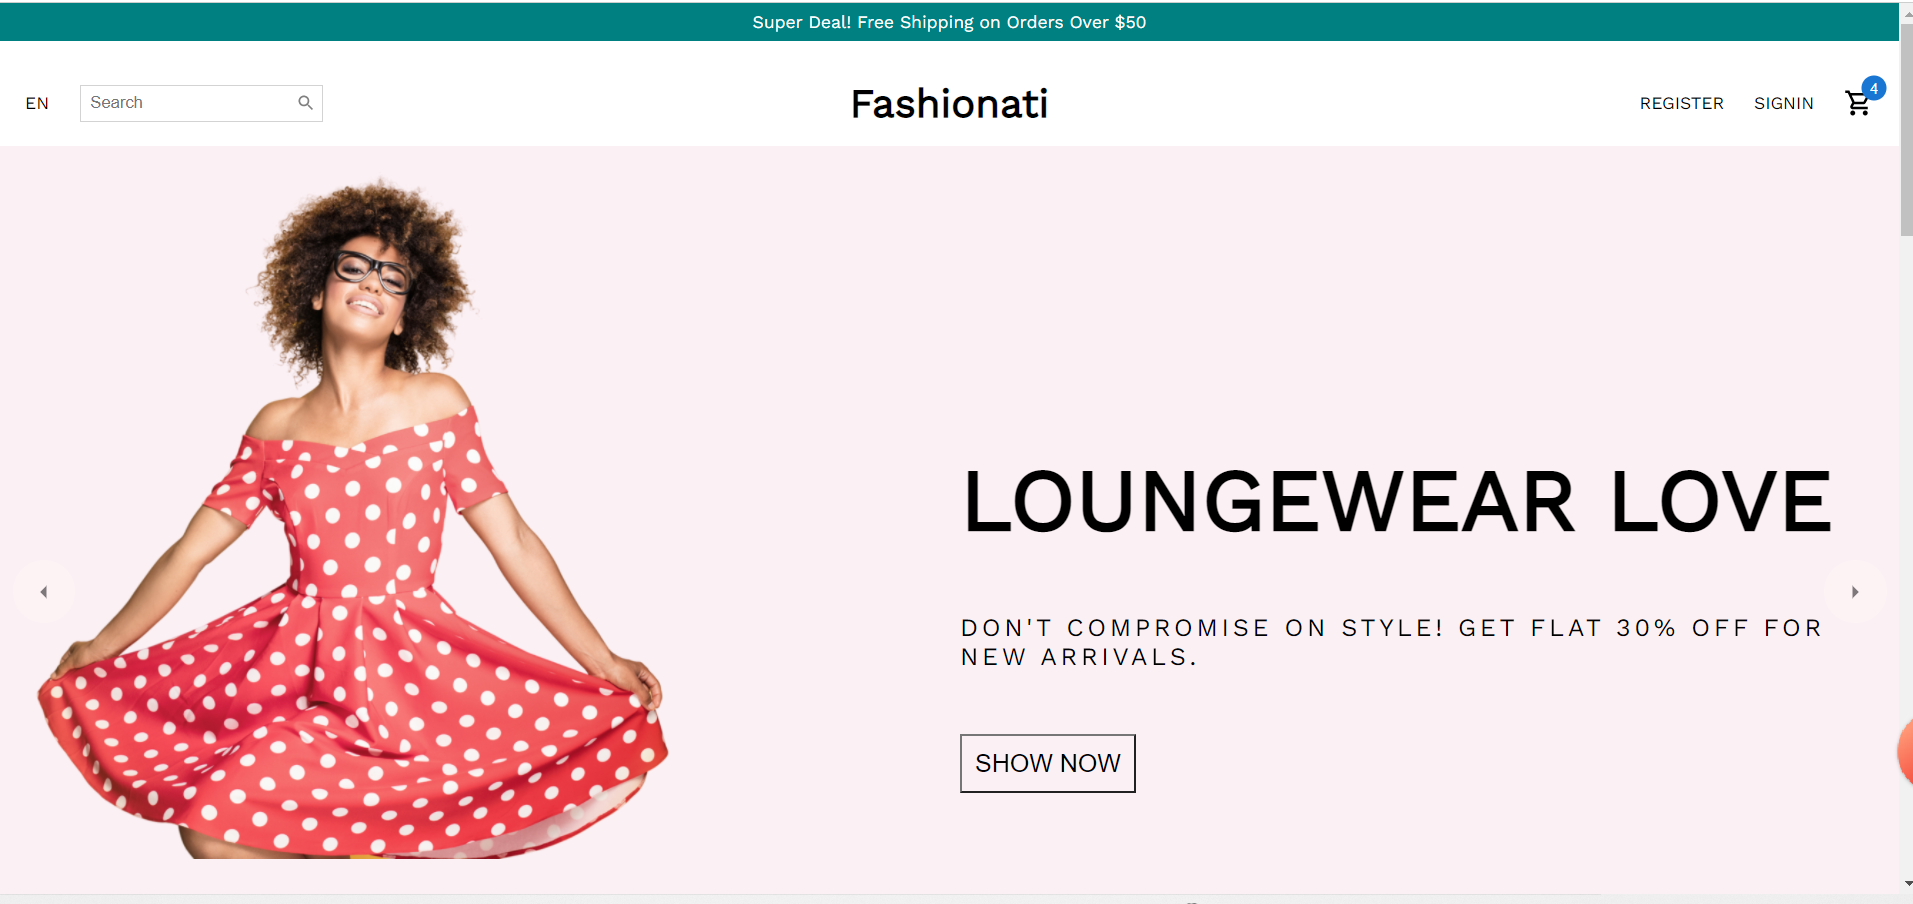 Super Deal! Free Shipping on Orders Over $50
EN
Search
Fashionati
REGISTER
SIGNIN
4
LOUNGEWEAR LOVE
DON'T COMPROMISE ON STYLE! GET FLAT 30% OFF FOR
NEW ARRIVALS.
SHOW NOW